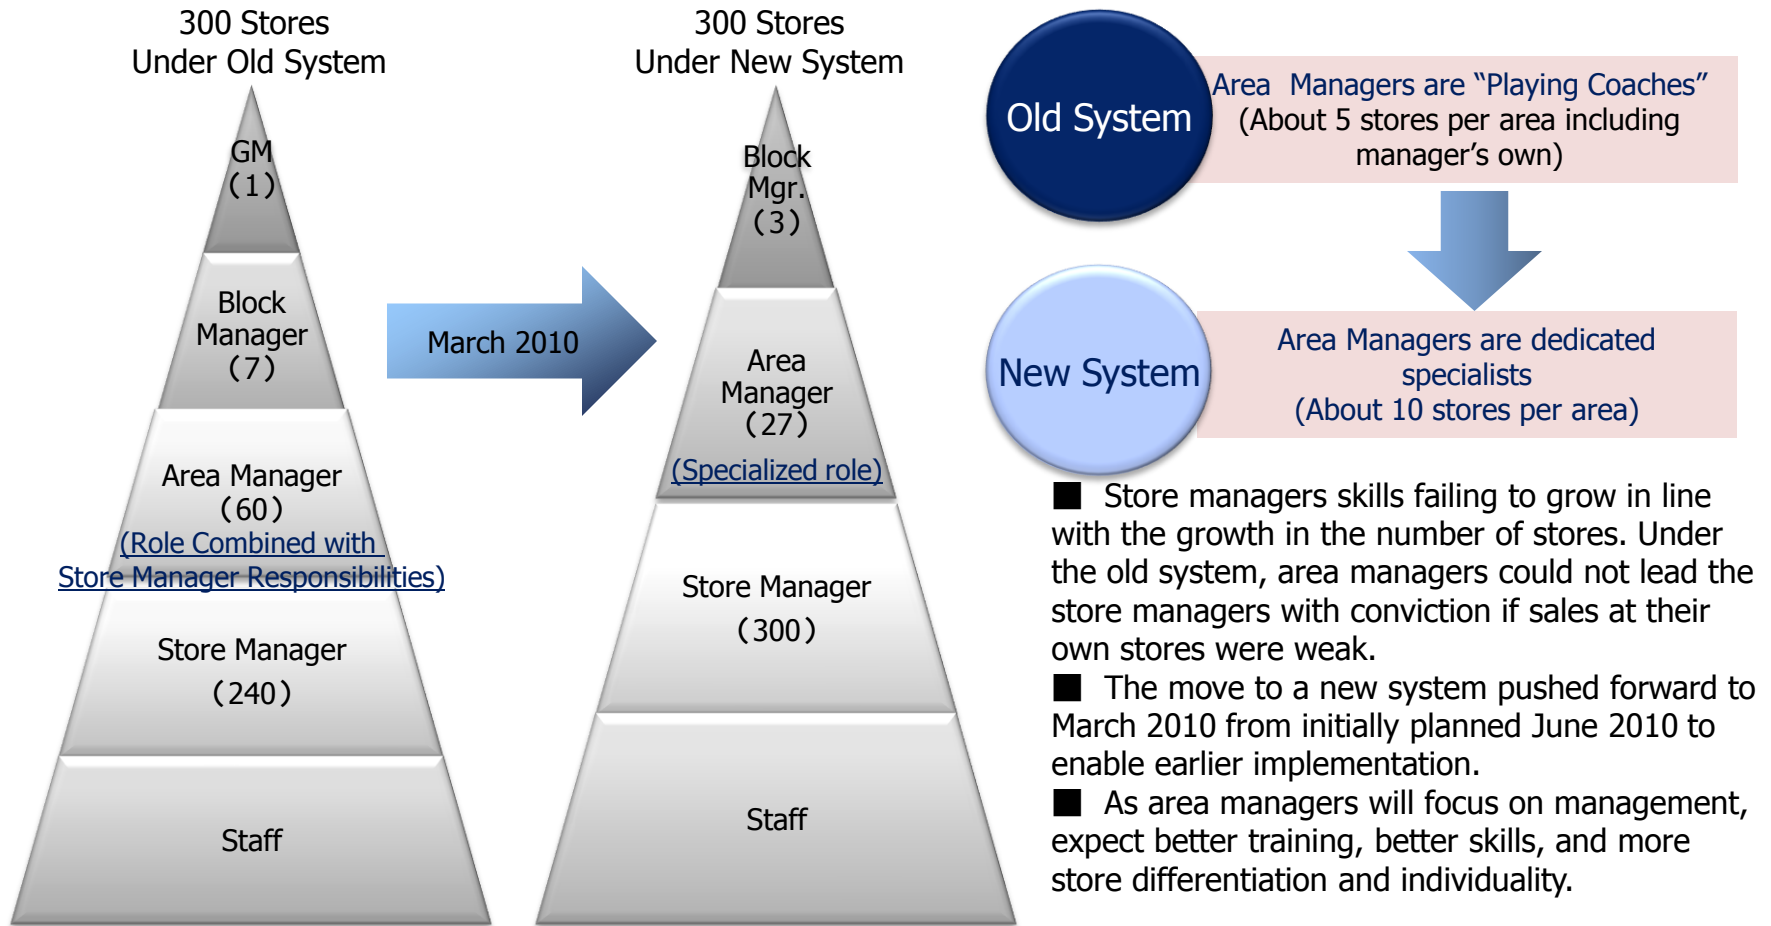 300 Stores
Under Old System
GM
(1)
Block
Manager
(7)
Area Manager
(60)
(Role Combined with
Store Manager Responsibilities)
Store Manager
(240)
Staff
March 2010
300 Stores
Under New System
Block
Mgr.
(3)
Area
Manager
(27)
(Specialized role)
Store Manager
(300)
Staff
Old System
Area Managers are “Playing Coaches”
(About 5 stores per area including
manager’s own)
New System
Area Managers are dedicated
specialists
(About 10 stores per area)
■ Store managers skills failing to grow in line
with the growth in the number of stores. Under
the old system, area managers could not lead the
store managers with conviction if sales at their
own stores were weak.
■ The move to a new system pushed forward to
March 2010 from initially planned June 2010 to
enable earlier implementation.
■ As area managers will focus on management,
expect better training, better skills, and more
store differentiation and individuality.